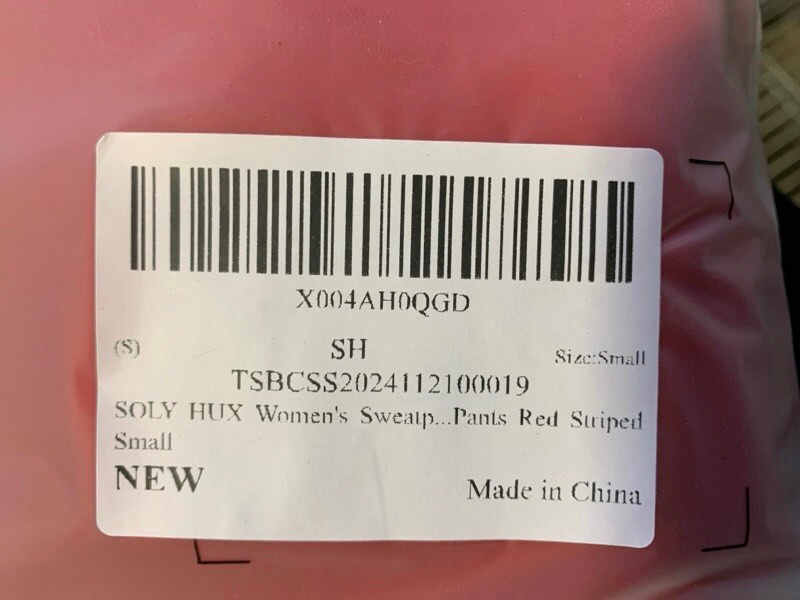 X004AH0QGD
(S) SH Size:Small
TSBCSS2024112100019
SOLY HUX Women's Sweatp...Pants Red Striped
Small
NEW Made in China